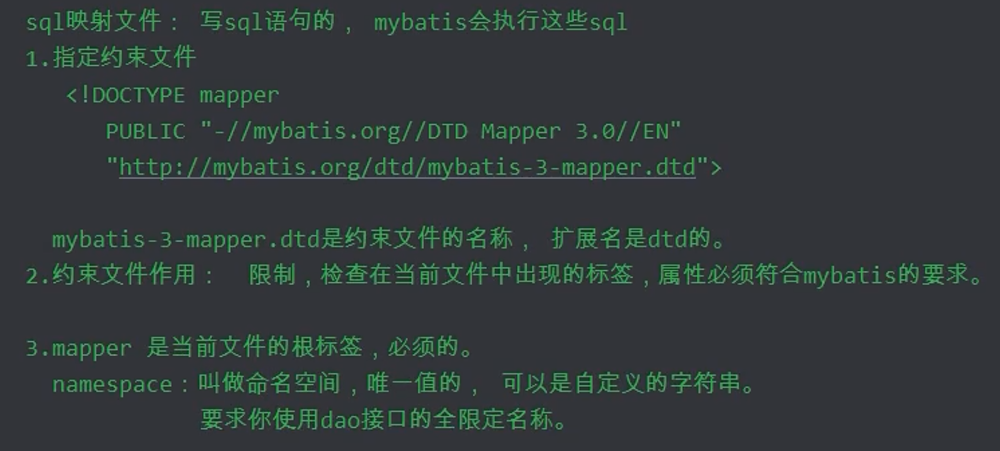 sql映射文件： 写sql语句的， mybatis会执行这些sql
1.指定约束文件
<!DOCTYPE mapper
PUBLIC "-//mybatis.org//DTD Mapper 3.0//EN"
"http://mybatis.org/dtd/mybatis-3-mapper.dtd">
mybatis-3-mapper.dtd是约束文件的名称， 扩展名是dtd的。
2.约束文件作用：  限制，检查在当前文件中出现的标签，属性必须符合mybatis的要求。
3.mapper 是当前文件的根标签，必须的。
namespace：叫做命名空间，唯一值的， 可以是自定义的字符串。
要求你使用dao接口的全限定名称。